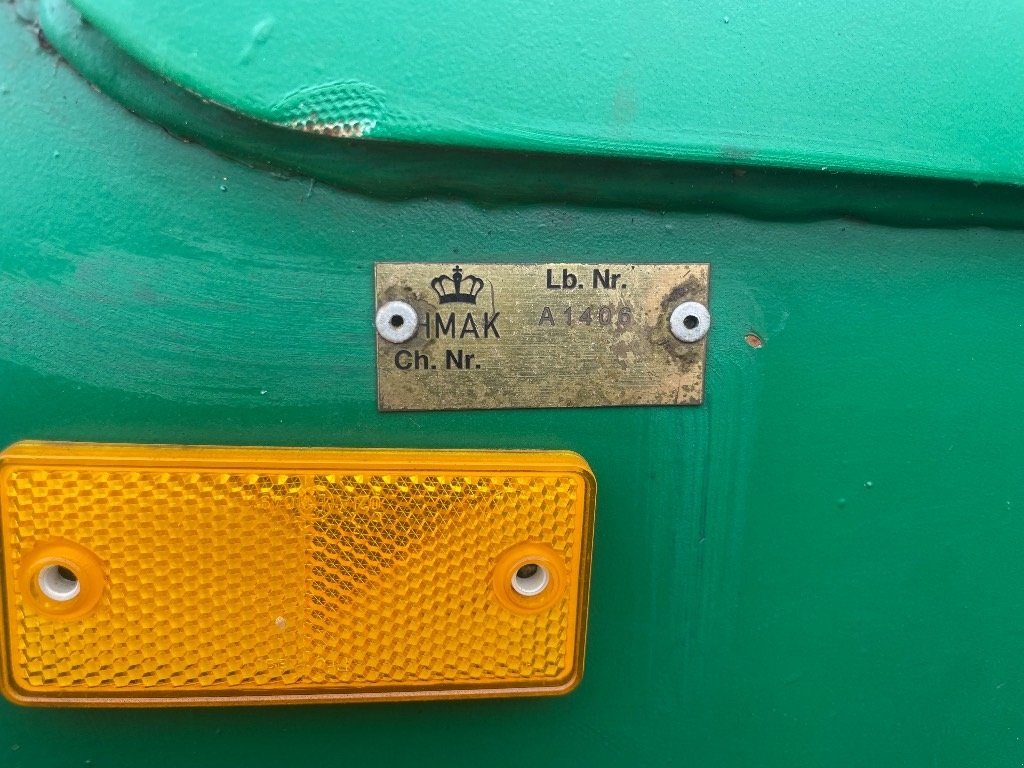 HMAK
Lb. Nr.
A1406
Ch. Nr.